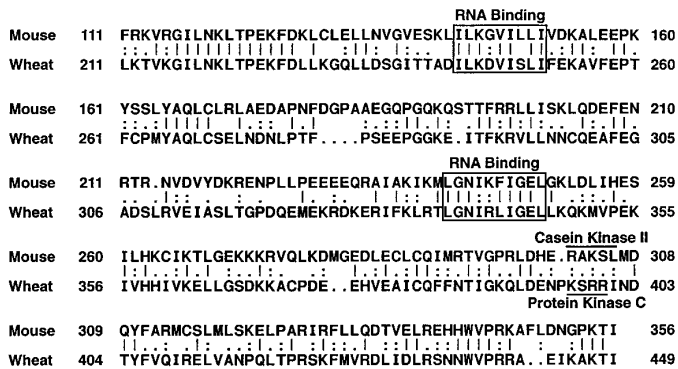 RNA Binding
Mouse 111 FRKVRGILNKLTPEKFDKLCLELLNVGVESKLILKGVILLIVDKALEEPK 160
Wheat 211 LKTVKGILNKLTPEKFDLLKGQLLDSGITTADILKDVISLIFEKAVFEPT 260
Mouse 161 YSSLYAQLCLRLAEDAPNFDGPAAEGQPGQKQSTTFRRLLISKLQDEFEN 210
Wheat 261 FCPMYAQLCSELNDNLPTF....PSEEPGGKE.ITFKRVLLNNCQEAFEG 305
RNA Binding
Mouse 211 RTR.NVDVYDKRENPLLPEEEEQRAIAKIKMLGNIKFIGELGKLDLIHES 259
Wheat 306 ADSLRVEIASLTGPDQEMEKRDKERIFKLRTLGNIRLIGELLKQKMVPEK 355
Casein Kinase II
Mouse 260 ILHKCIKTLGEKKKRVQLKDMGEDLECLCQIMRTVGPRLDHE.RAKSLMD 308
Wheat 356 IVHHIVKELLGSDKKACPDE..EHVEAICQFFNTIGKQLDENPKSRRIND 403
Protein Kinase C
Mouse 309 QYFARMCSLMLSKELPARIRFLLQDTVELREHHWVPRKAFLDNGPKTI 356
Wheat 404 TYFVQIRELVANPQLTPRSKFMVRDLIDLRSNNWVPRRA..EIKAKTI 449